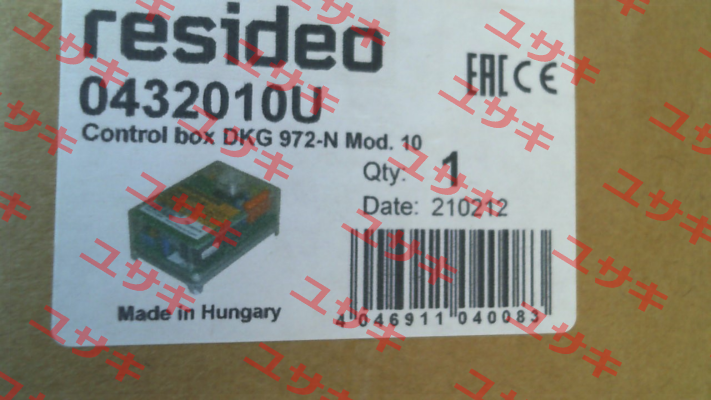 resideo
0432010U
EAC CE
Control box DKG 972-N Mod. 10
Qty: 1
Date: 210212
Made in Hungary
4 046911 040083
ユサキ